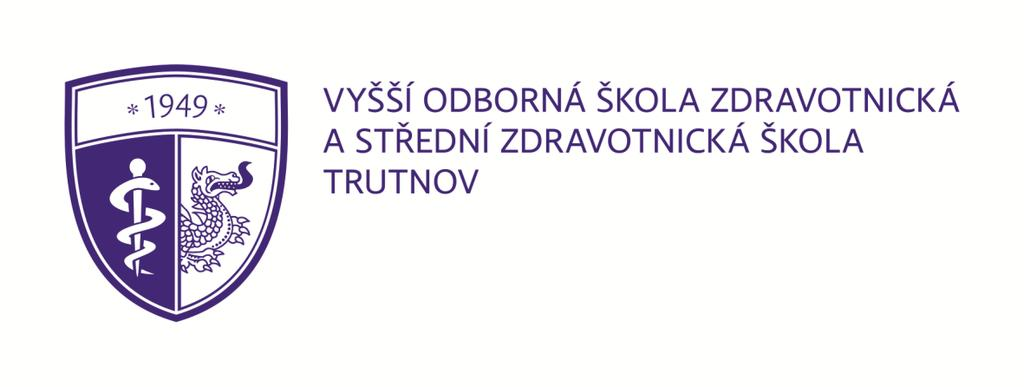 * 1949 *
VYŠŠÍ ODBORNÁ ŠKOLA ZDRAVOTNICKÁ
A STŘEDNÍ ZDRAVOTNICKÁ ŠKOLA
TRUTNOV